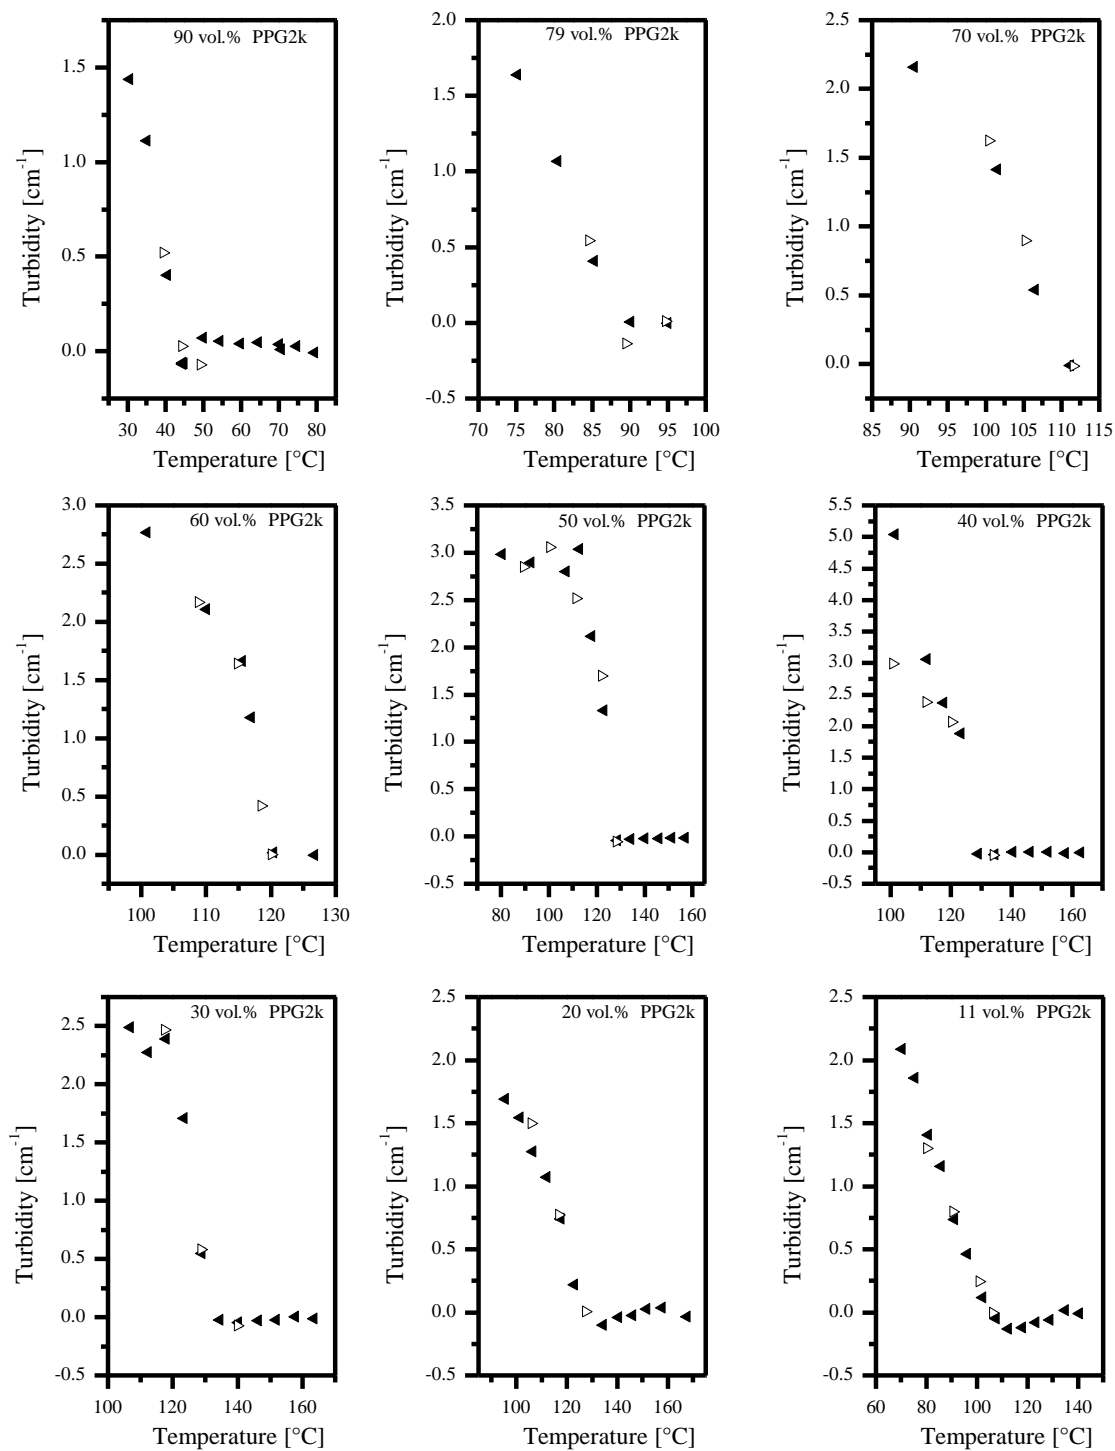 90 vol.% PPG2k
1.5
1.0
0.5
0.0
30 40 50 60 70 80
Turbidity [cm-1]
Temperature [°C]
79 vol.% PPG2k
2.0
1.5
1.0
0.5
0.0
-0.5
70 75 80 85 90 95 100
Turbidity [cm-1]
Temperature [°C]
70 vol.% PPG2k
2.5
2.0
1.5
1.0
0.5
0.0
85 90 95 100 105 110 115
Turbidity [cm-1]
Temperature [°C]
60 vol.% PPG2k
3.0
2.5
2.0
1.5
1.0
0.5
0.0
100 110 120 130
Turbidity [cm-1]
Temperature [°C]
50 vol.% PPG2k
3.5
3.0
2.5
2.0
1.5
1.0
0.5
0.0
-0.5
80 100 120 140 160
Turbidity [cm-1]
Temperature [°C]
40 vol.% PPG2k
5.5
5.0
4.5
4.0
3.5
3.0
2.5
2.0
1.5
1.0
0.5
0.0
-0.5
100 120 140 160
Turbidity [cm-1]
Temperature [°C]
30 vol.% PPG2k
2.5
2.0
1.5
1.0
0.5
0.0
-0.5
100 120 140 160
Turbidity [cm-1]
Temperature [°C]
20 vol.% PPG2k
2.5
2.0
1.5
1.0
0.5
0.0
-0.5
100 120 140 160
Turbidity [cm-1]
Temperature [°C]
11 vol.% PPG2k
2.5
2.0
1.5
1.0
0.5
0.0
-0.5
60 80 100 120 140
Turbidity [cm-1]
Temperature [°C]